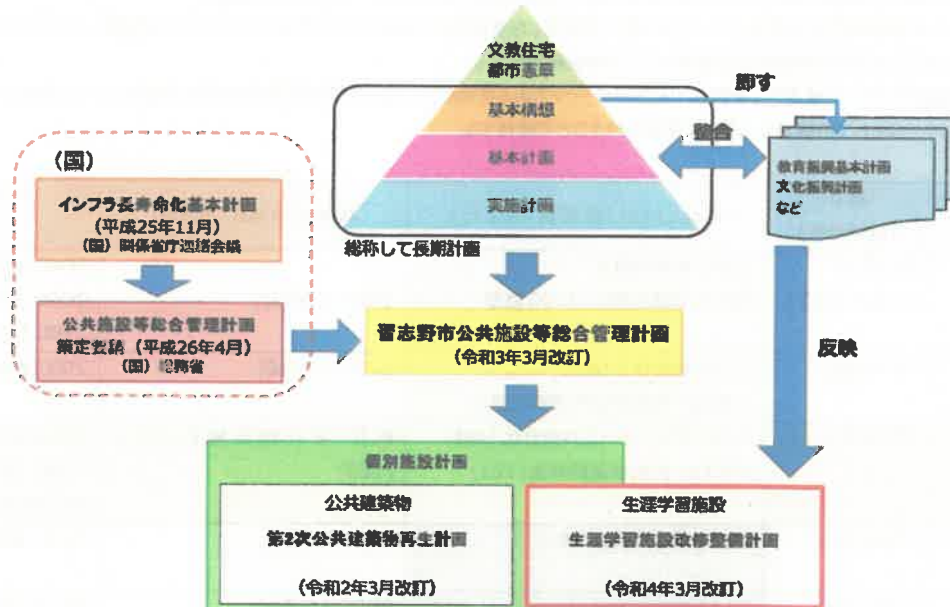 文教住宅
都市憲章
即す
基本構想
整合
(国)
基本計画
教育振興基本計画
文化振興計画
など
インフラ長寿命化基本計画
(平成25年11月)
(国)関係省庁連絡会議
実施計画
総称して長期計画
公共施設等総合管理計画
策定要請(平成26年4月)
(国)総務省
習志野市公共施設等総合管理計画
(令和3年3月改訂)
反映
個別施設計画
公共建築物
第2次公共建築物再生計画
(令和2年3月改訂)
生涯学習施設
生涯学習施設改修整備計画
(令和4年3月改訂)